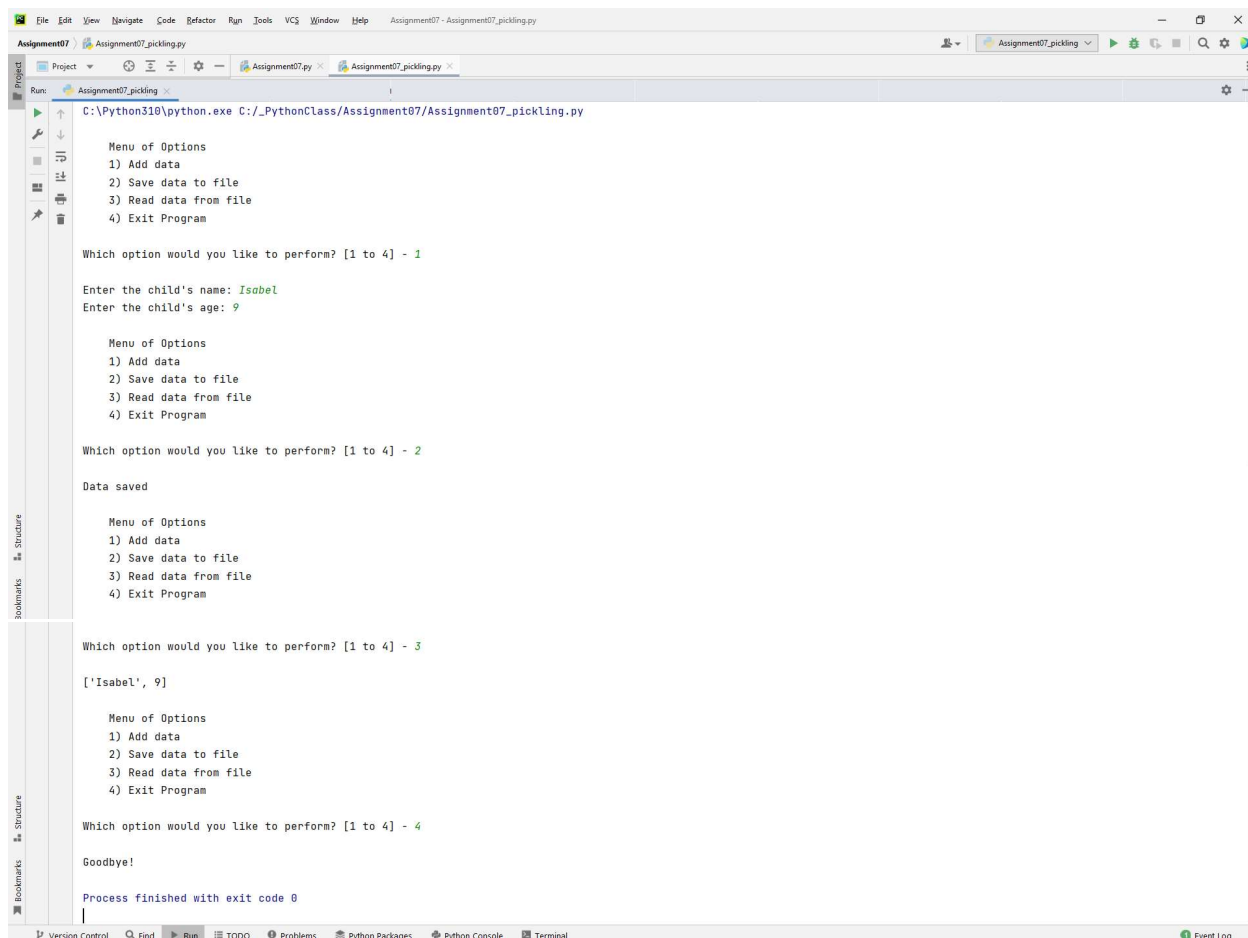 File Edit View Navigate Code Refactor Run Tools VCS Window Help Assignment07 - Assignment07_pickling.py
Assignment07 Assignment07_pickling.py Assignment07_pickling
Project Project Assignment07.py Assignment07_pickling.py
Run: Assignment07_pickling
C:\Python310\python.exe C:/_PythonClass/Assignment07/Assignment07_pickling.py
Menu of Options
1) Add data
2) Save data to file
3) Read data from file
4) Exit Program
Which option would you like to perform? [1 to 4] - 1
Enter the child's name: Isabel
Enter the child's age: 9
Menu of Options
1) Add data
2) Save data to file
3) Read data from file
4) Exit Program
Which option would you like to perform? [1 to 4] - 2
Data saved
Menu of Options
1) Add data
2) Save data to file
3) Read data from file
4) Exit Program
Structure
Bookmarks
Which option would you like to perform? [1 to 4] - 3
['Isabel', 9]
Menu of Options
1) Add data
2) Save data to file
3) Read data from file
4) Exit Program
Which option would you like to perform? [1 to 4] - 4
Goodbye!
Process finished with exit code 0
Structure
Bookmarks
Version Control Find Run TODO Problems Python Packages Python Console Terminal 1 Event Log